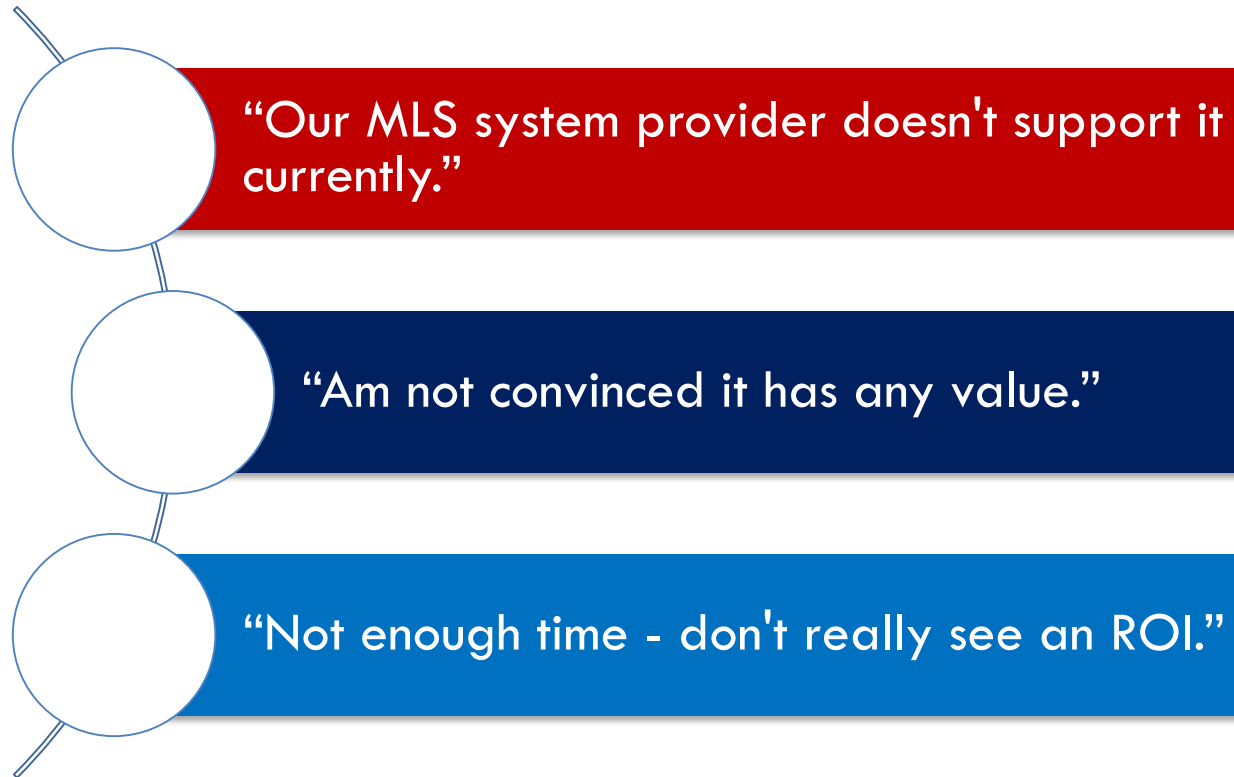 “Our MLS system provider doesn't support it
currently.”
“Am not convinced it has any value.”
“Not enough time - don't really see an ROI.”